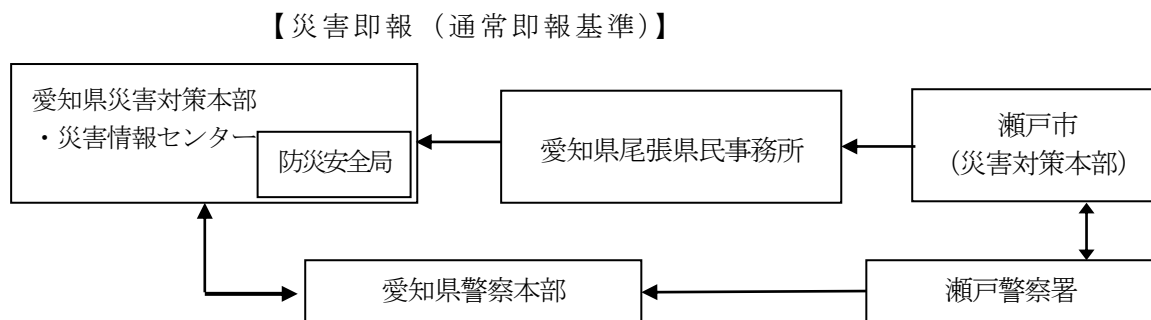 【災害即報（通常即報基準）】
愛知県災害対策本部
・災害情報センター
防災安全局
愛知県尾張県民事務所
瀬戸市
（災害対策本部）
愛知県警察本部
瀬戸警察署